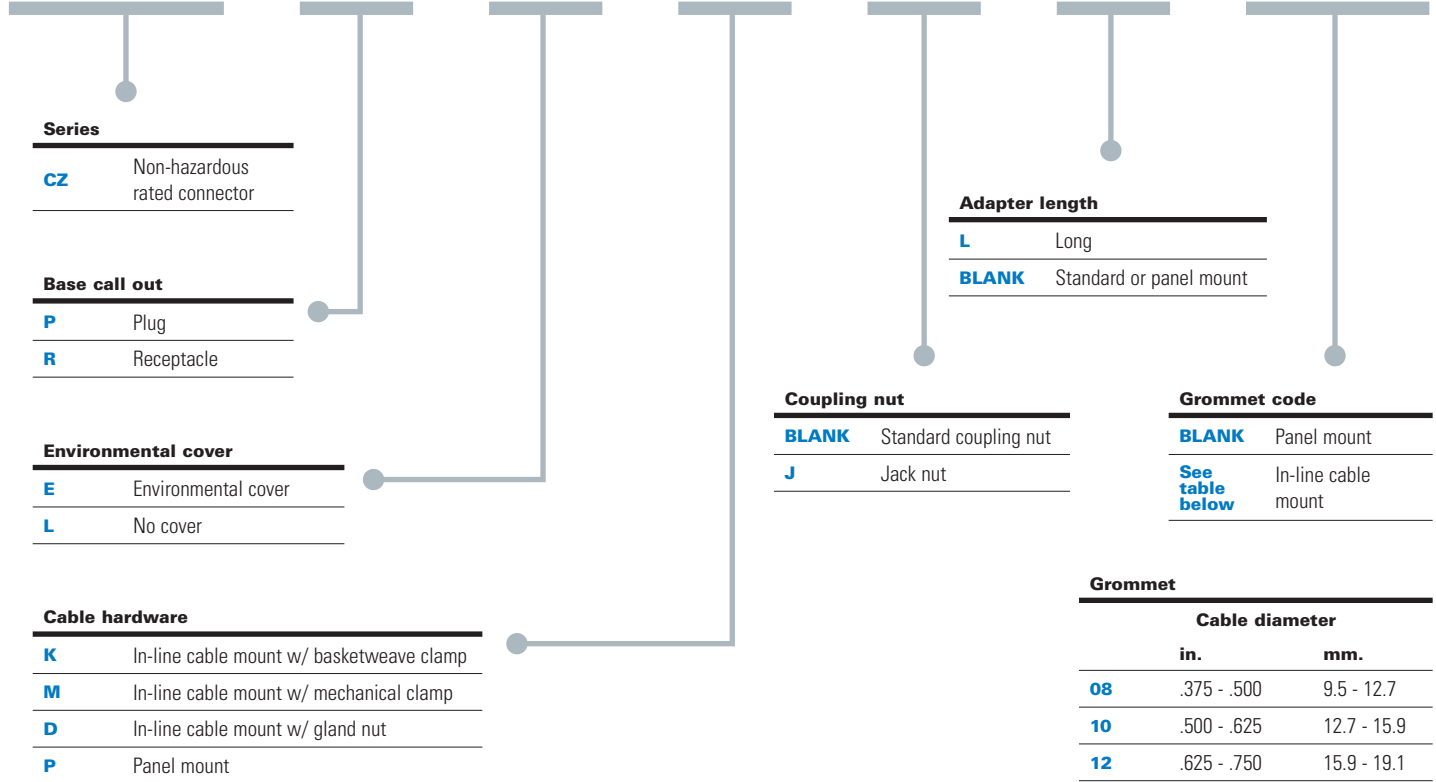 Series
CZ Non-hazardous
rated connector
Base call out
P Plug
R Receptacle
Environmental cover
E Environmental cover
L No cover
Cable hardware
K In-line cable mount w/ basketweave clamp
M In-line cable mount w/ mechanical clamp
D In-line cable mount w/ gland nut
P Panel mount
Coupling nut
BLANK Standard coupling nut
J Jack nut
Adapter length
L Long
BLANK Standard or panel mount
Grommet code
BLANK Panel mount
See
table
below
In-line cable
mount
Grommet
Cable diameter
in. mm.
08 .375 - .500 9.5 - 12.7
10 .500 - .625 12.7 - 15.9
12 .625 - .750 15.9 - 19.1